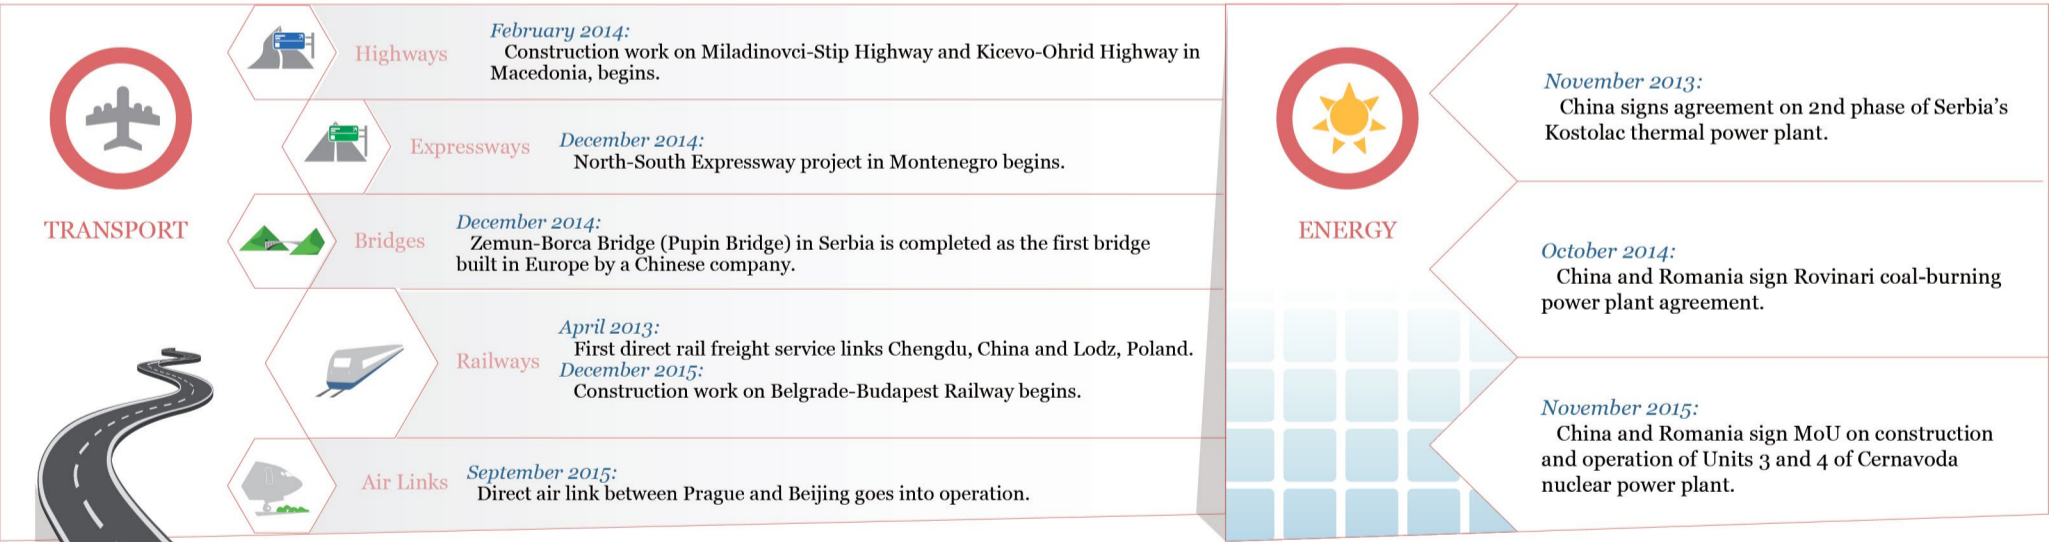 TRANSPORT
Highways
February 2014:
Construction work on Miladinovci-Stip Highway and Kicevo-Ohrid Highway in
Macedonia, begins.
Expressways
December 2014:
North-South Expressway project in Montenegro begins.
Bridges
December 2014:
Zemun-Borca Bridge (Pupin Bridge) in Serbia is completed as the first bridge
built in Europe by a Chinese company.
Railways
April 2013:
First direct rail freight service links Chengdu, China and Lodz, Poland.
December 2015:
Construction work on Belgrade-Budapest Railway begins.
Air Links
September 2015:
Direct air link between Prague and Beijing goes into operation.
ENERGY
November 2013:
China signs agreement on 2nd phase of Serbia’s
Kostolac thermal power plant.
October 2014:
China and Romania sign Rovinari coal-burning
power plant agreement.
November 2015:
China and Romania sign MoU on construction
and operation of Units 3 and 4 of Cernavoda
nuclear power plant.